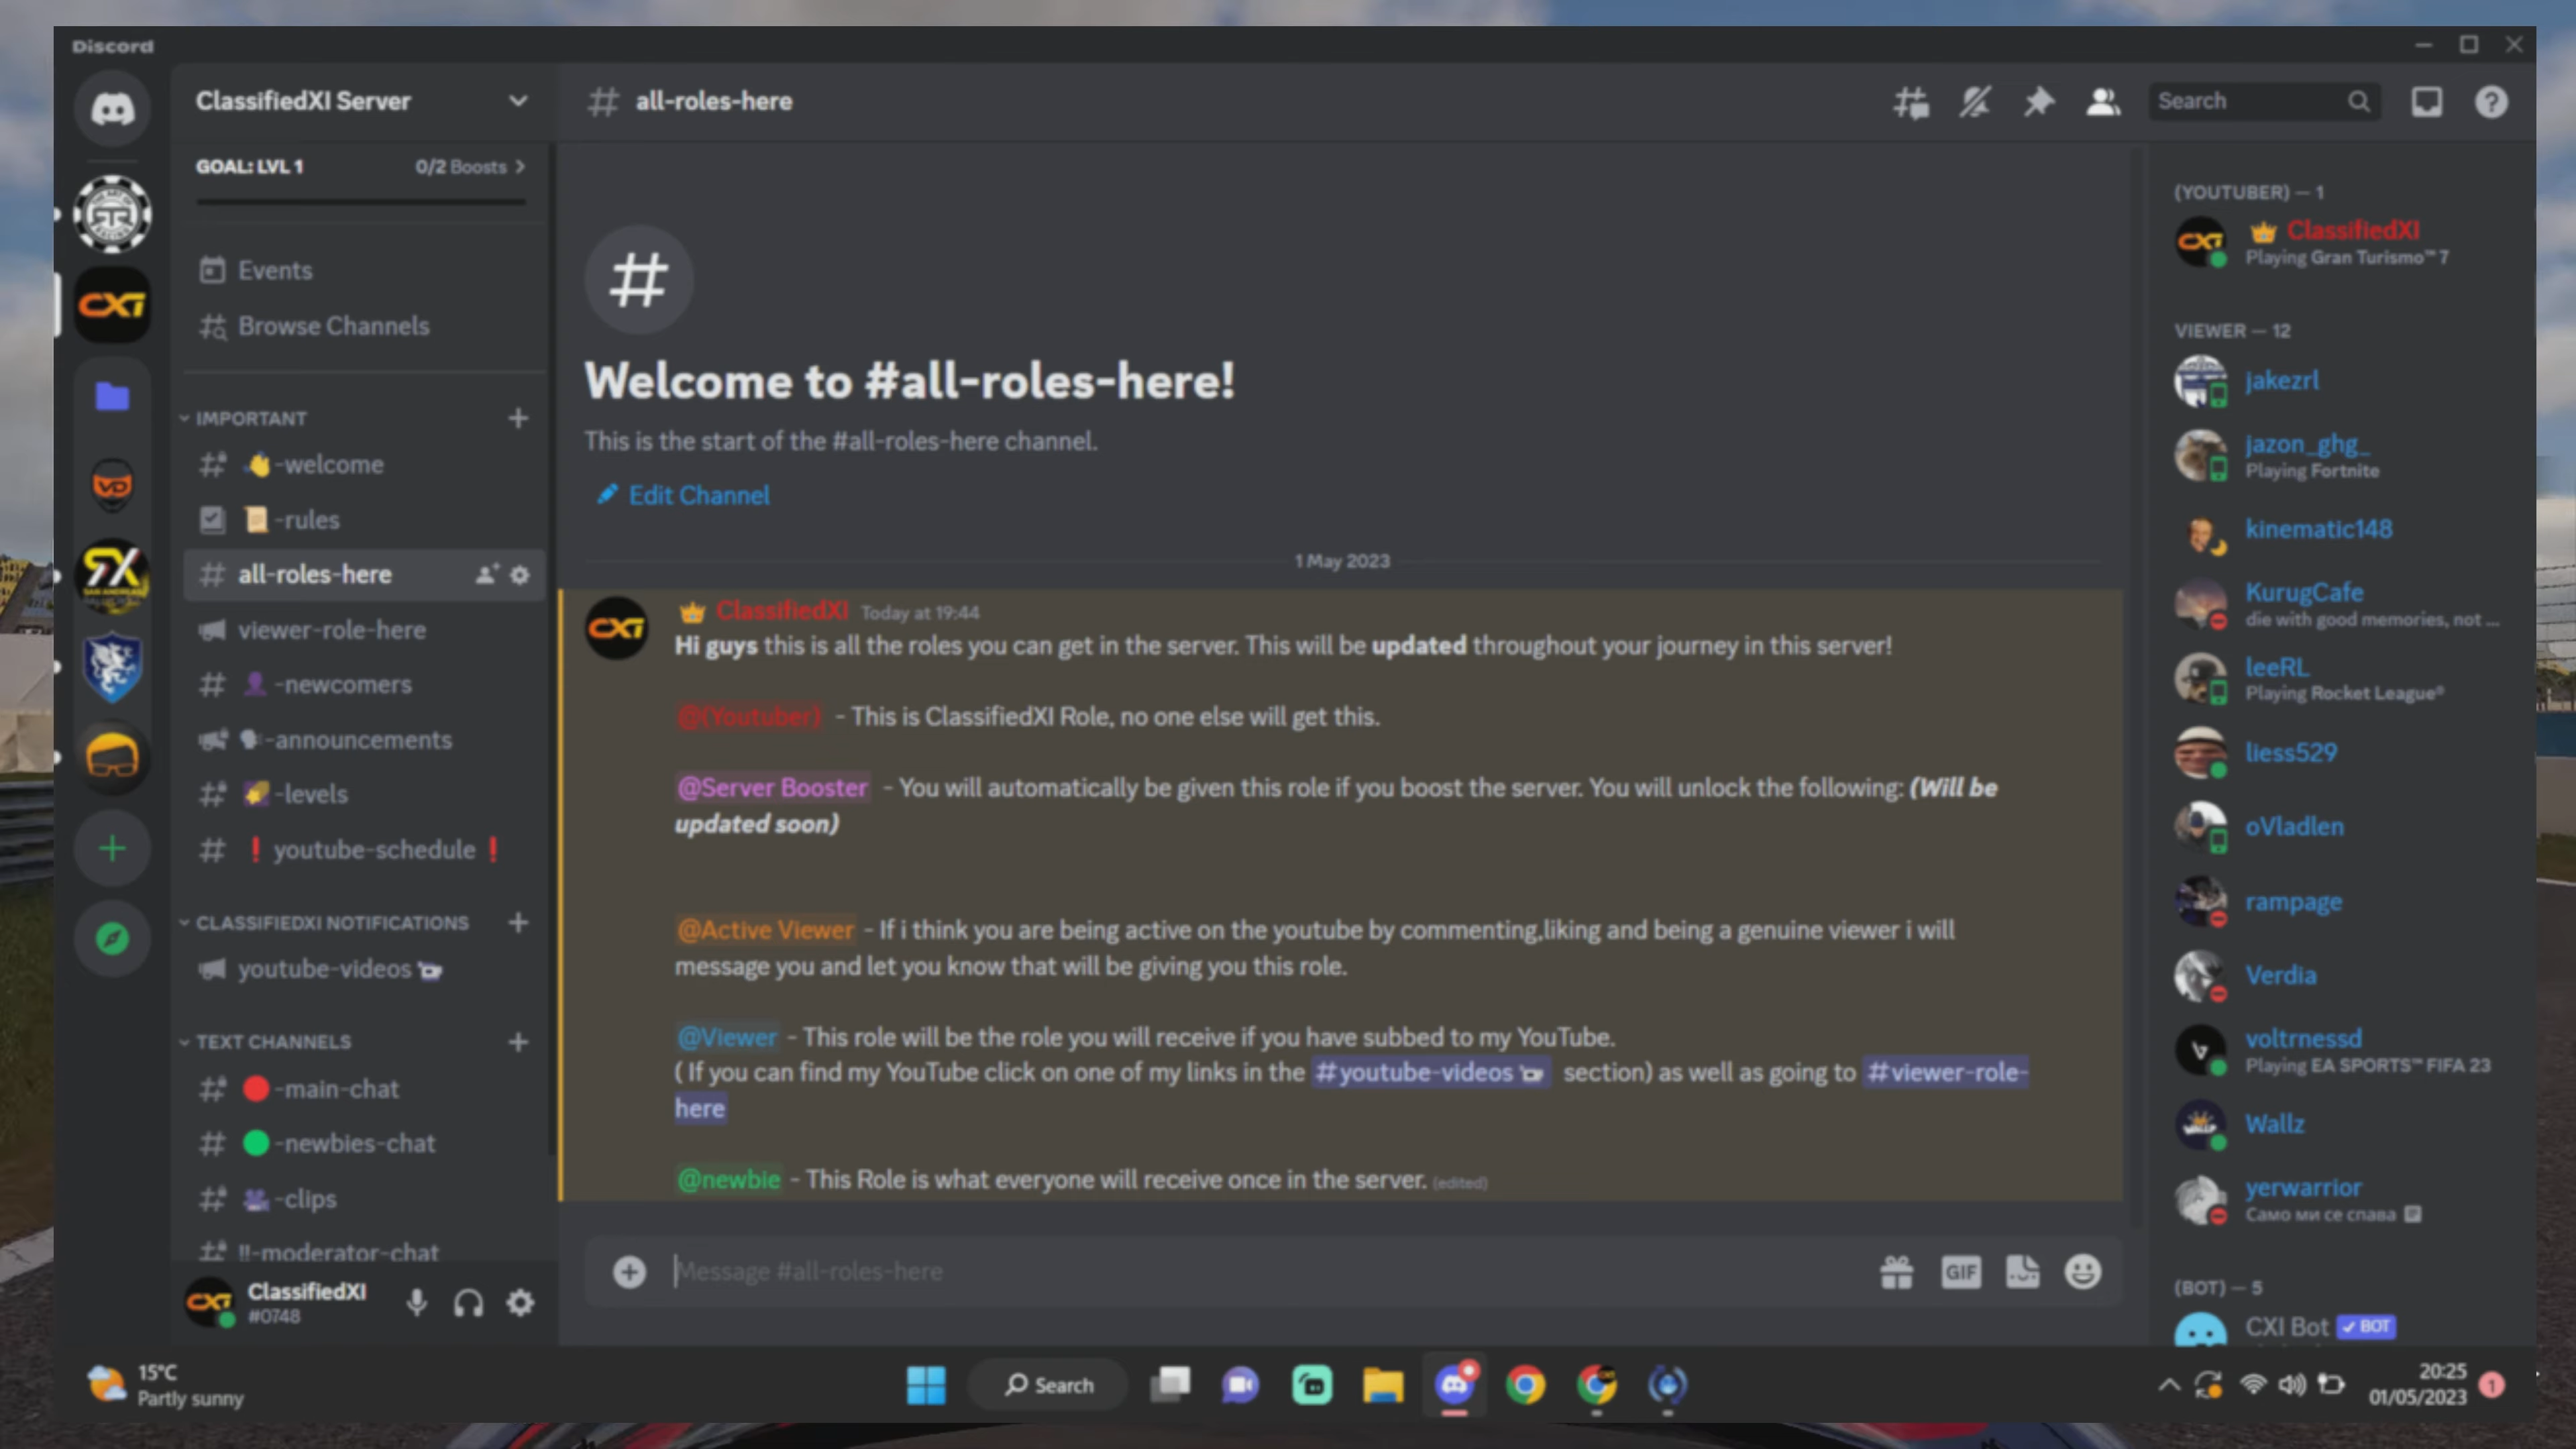 Discord
ClassifiedXI Server
GOAL: LVL 1
0/2 Boosts
Events
Browse Channels
IMPORTANT
-welcome
-rules
all-roles-here
viewer-role-here
-newcomers
-announcements
-levels
❗ youtube-schedule ❗
CLASSIFIEDXI NOTIFICATIONS
youtube-videos
TEXT CHANNELS
-main-chat
-newbies-chat
-clips
!!-moderator-chat
ClassifiedXI
#0748
# all-roles-here
Search
Welcome to #all-roles-here!
This is the start of the #all-roles-here channel.
Edit Channel
1 May 2023
ClassifiedXI Today at 19:44
Hi guys this is all the roles you can get in the server. This will be updated throughout your journey in this server!
@(Youtuber) - This is ClassifiedXI Role, no one else will get this.
@Server Booster - You will automatically be given this role if you boost the server. You will unlock the following: (Will be
updated soon)
@Active Viewer - If i think you are being active on the youtube by commenting,liking and being a genuine viewer i will
message you and let you know that will be giving you this role.
@Viewer - This role will be the role you will receive if you have subbed to my YouTube.
( If you can find my YouTube click on one of my links in the #youtube-videos section) as well as going to #viewer-role-
here
@newbie - This Role is what everyone will receive once in the server. (edited)
Message #all-roles-here
GIF
(YOUTUBER) — 1
ClassifiedXI
Playing Gran Turismo™ 7
VIEWER — 12
jakezrl
jazon_ghg_
Playing Fortnite
kinematic148
KurugCafe
die with good memories, not ...
leeRL
Playing Rocket League®
liess529
oVladlen
rampage
Verdia
voltrnessd
Playing EA SPORTS™ FIFA 23
Wallz
yerwarrior
Само ми се спава
(BOT) — 5
CXI Bot BOT
CXI
VD
15°C
Partly sunny
Search
20:25
01/05/2023
1